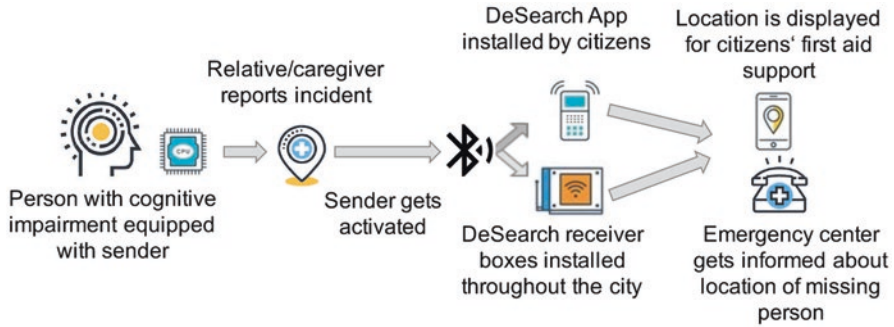 Person with cognitive
impairment equipped
with sender
CPU
Relative/caregiver
reports incident
Sender gets
activated
DeSearch App
installed by citizens
DeSearch receiver
boxes installed
throughout the city
Location is displayed
for citizens‘ first aid
support
Emergency center
gets informed about
location of missing
person